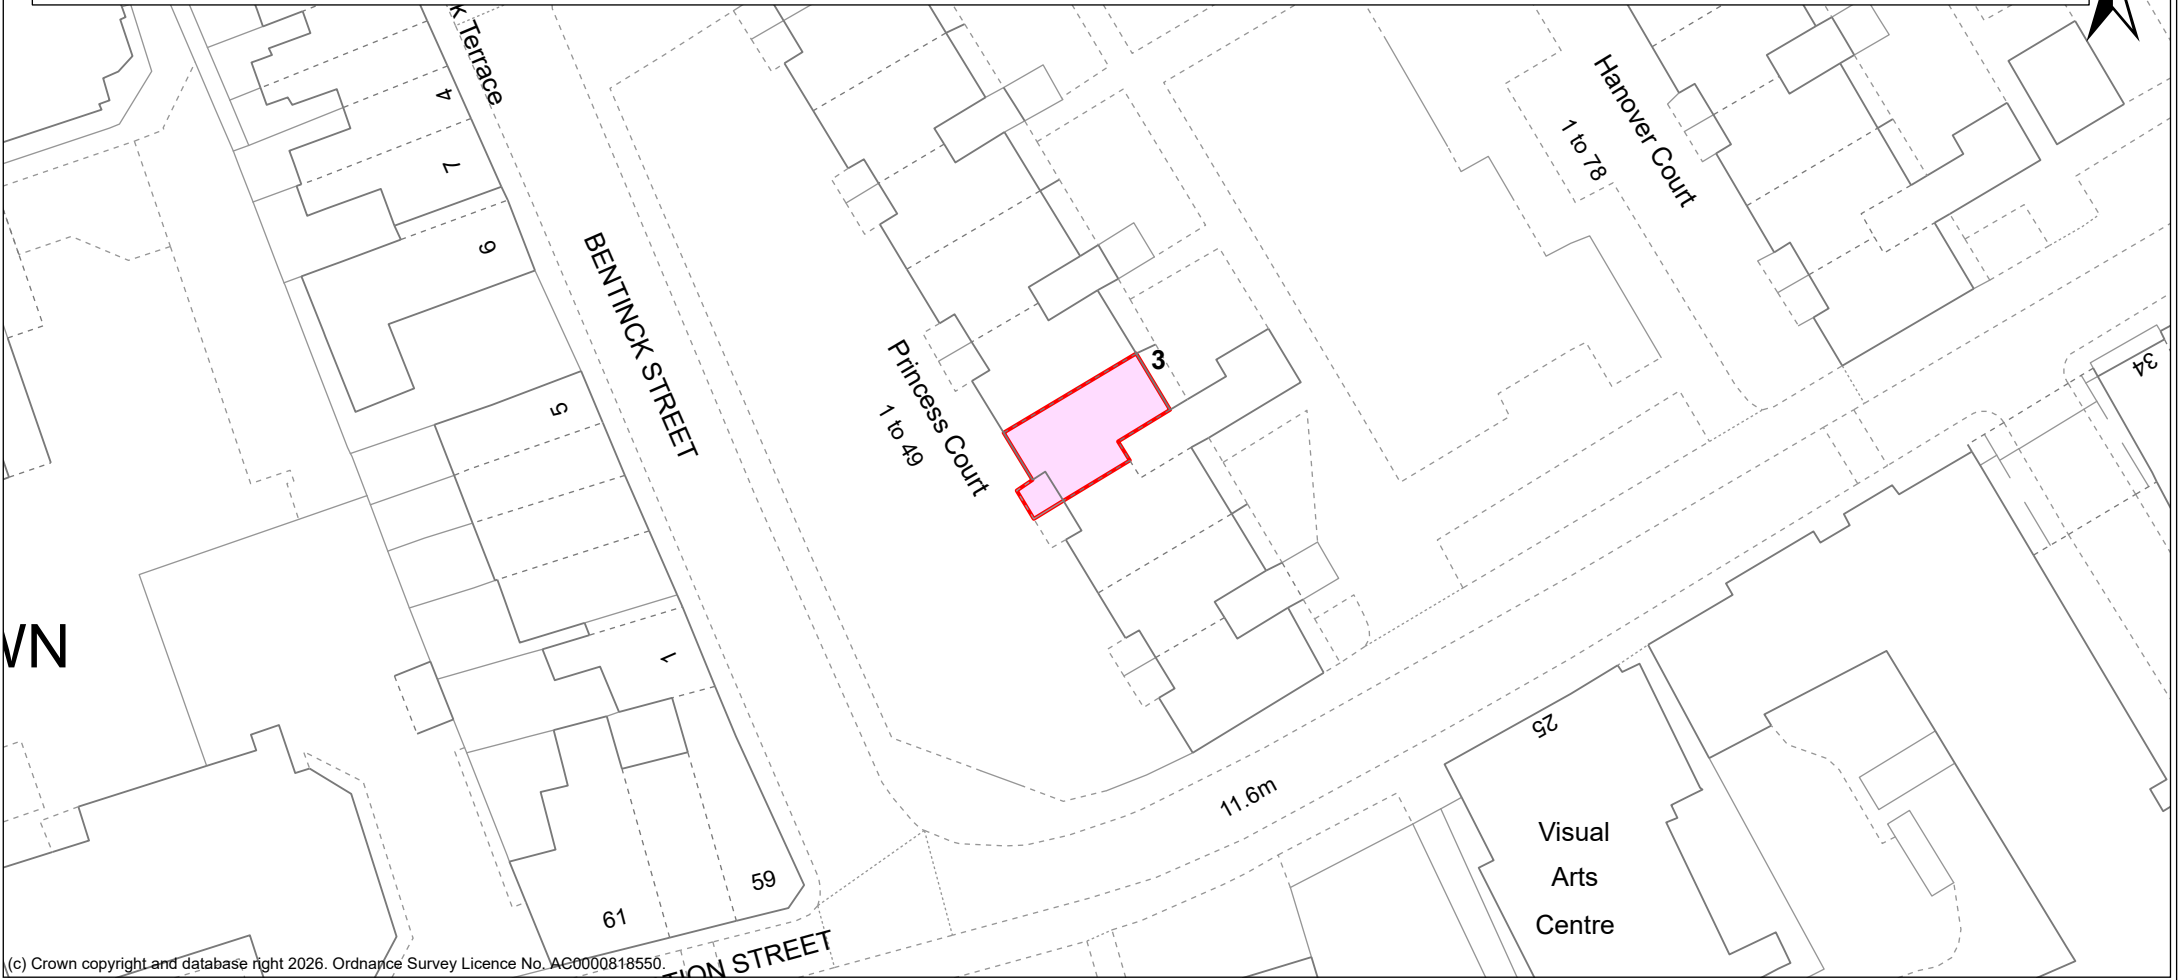 k Terrace
4
7
6
5
1
BENTINCK STREET
Princess Court
1 to 49
3
Hanover Court
1 to 78
34
WN
11.6m
25
Visual
Arts
Centre
59
61
TION STREET
(c) Crown copyright and database right 2026. Ordnance Survey Licence No. AC0000818550.